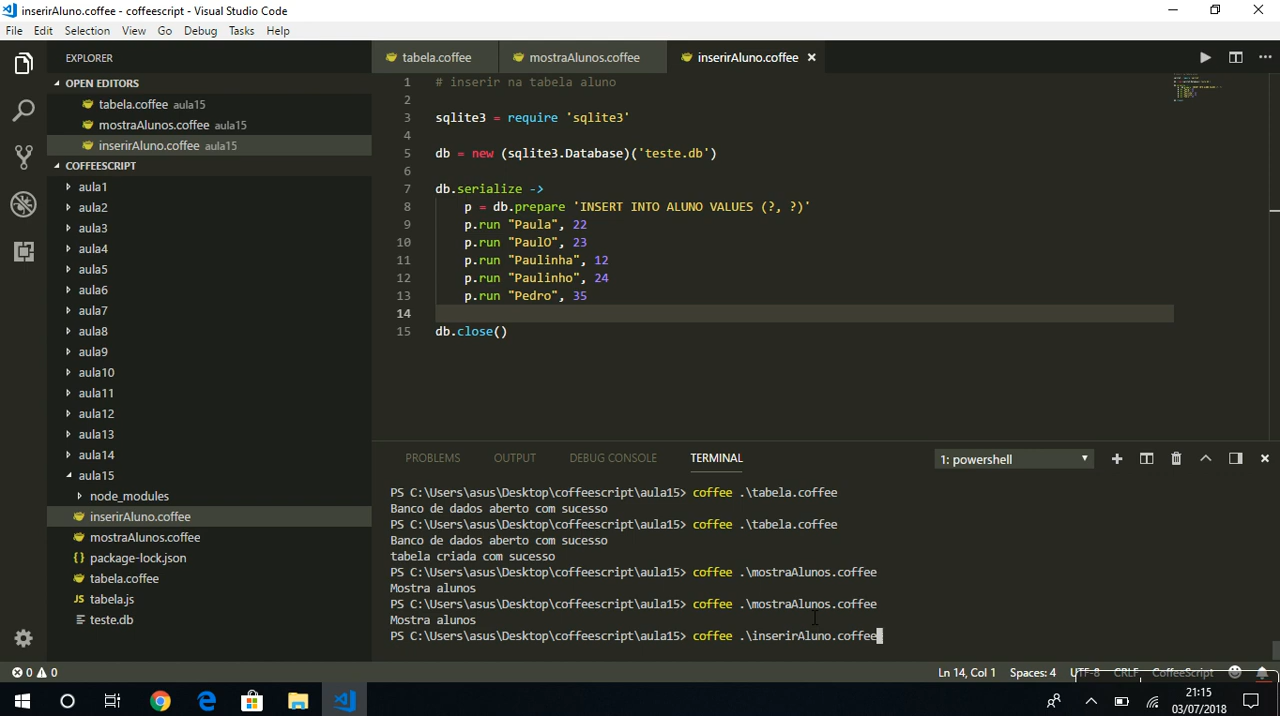 inserirAluno.coffee - coffeescript - Visual Studio Code
File Edit Selection View Go Debug Tasks Help
EXPLORER
OPEN EDITORS
tabela.coffee aula15
mostraAlunos.coffee aula15
inserirAluno.coffee aula15
COFFEESCRIPT
aula1
aula2
aula3
aula4
aula5
aula6
aula7
aula8
aula9
aula10
aula11
aula12
aula13
aula14
aula15
node_modules
inserirAluno.coffee
mostraAlunos.coffee
{} package-lock.json
tabela.coffee
JS tabela.js
teste.db
tabela.coffee mostraAlunos.coffee inserirAluno.coffee
1 # inserir na tabela aluno
2
3 sqlite3 = require 'sqlite3'
4
5 db = new (sqlite3.Database)('teste.db')
6
7 db.serialize ->
8 p = db.prepare 'INSERT INTO ALUNO VALUES (?, ?)'
9 p.run "Paula", 22
10 p.run "PaulO", 23
11 p.run "Paulinha", 12
12 p.run "Paulinho", 24
13 p.run "Pedro", 35
14
15 db.close()
PROBLEMS OUTPUT DEBUG CONSOLE TERMINAL 1: powershell
PS C:\Users\asus\Desktop\coffeescript\aula15> coffee .\tabela.coffee
Banco de dados aberto com sucesso
PS C:\Users\asus\Desktop\coffeescript\aula15> coffee .\tabela.coffee
Banco de dados aberto com sucesso
tabela criada com sucesso
PS C:\Users\asus\Desktop\coffeescript\aula15> coffee .\mostraAlunos.coffee
Mostra alunos
PS C:\Users\asus\Desktop\coffeescript\aula15> coffee .\mostraAlunos.coffee
Mostra alunos
PS C:\Users\asus\Desktop\coffeescript\aula15> coffee .\inserirAluno.coffee
0 0 Ln 14, Col 1 Spaces: 4 UTF-8 CRLF CoffeeScript
21:15
03/07/2018